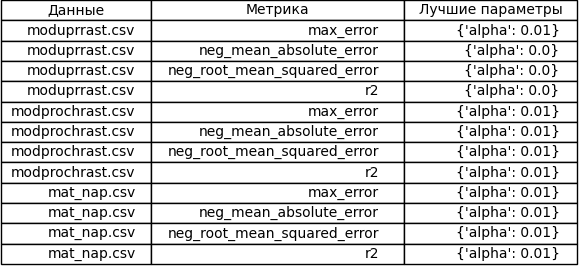 Данные Метрика Лучшие параметры
moduprrast.csv max_error {'alpha': 0.01}
moduprrast.csv neg_mean_absolute_error {'alpha': 0.0}
moduprrast.csv neg_root_mean_squared_error {'alpha': 0.0}
moduprrast.csv r2 {'alpha': 0.0}
modprochrast.csv max_error {'alpha': 0.01}
modprochrast.csv neg_mean_absolute_error {'alpha': 0.01}
modprochrast.csv neg_root_mean_squared_error {'alpha': 0.01}
modprochrast.csv r2 {'alpha': 0.01}
mat_nap.csv max_error {'alpha': 0.01}
mat_nap.csv neg_mean_absolute_error {'alpha': 0.01}
mat_nap.csv neg_root_mean_squared_error {'alpha': 0.01}
mat_nap.csv r2 {'alpha': 0.01}